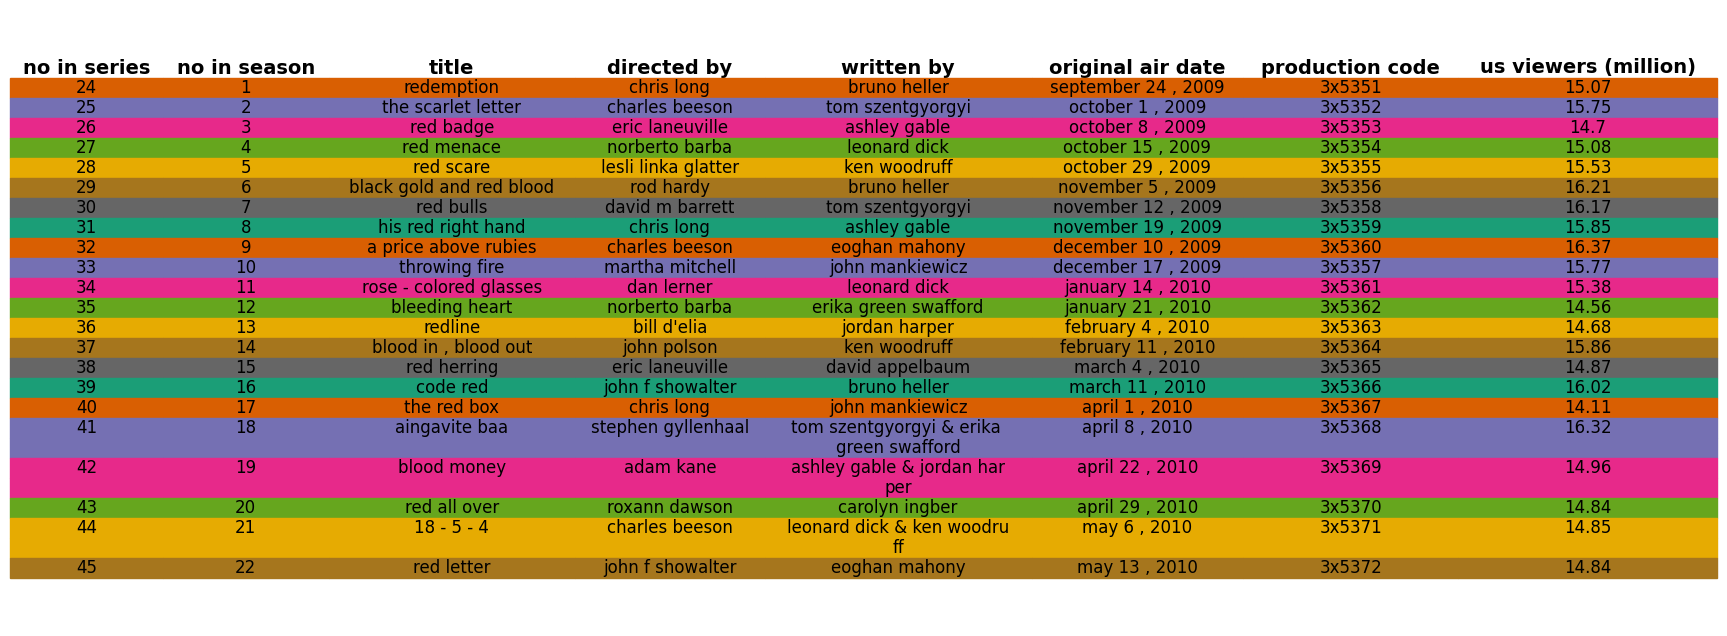 no in series no in season title directed by written by original air date production code us viewers (million)
24 1 redemption chris long bruno heller september 24 , 2009 3x5351 15.07
25 2 the scarlet letter charles beeson tom szentgyorgyi october 1 , 2009 3x5352 15.75
26 3 red badge eric laneuville ashley gable october 8 , 2009 3x5353 14.7
27 4 red menace norberto barba leonard dick october 15 , 2009 3x5354 15.08
28 5 red scare lesli linka glatter ken woodruff october 29 , 2009 3x5355 15.53
29 6 black gold and red blood rod hardy bruno heller november 5 , 2009 3x5356 16.21
30 7 red bulls david m barrett tom szentgyorgyi november 12 , 2009 3x5358 16.17
31 8 his red right hand chris long ashley gable november 19 , 2009 3x5359 15.85
32 9 a price above rubies charles beeson eoghan mahony december 10 , 2009 3x5360 16.37
33 10 throwing fire martha mitchell john mankiewicz december 17 , 2009 3x5357 15.77
34 11 rose - colored glasses dan lerner leonard dick january 14 , 2010 3x5361 15.38
35 12 bleeding heart norberto barba erika green swafford january 21 , 2010 3x5362 14.56
36 13 redline bill d'elia jordan harper february 4 , 2010 3x5363 14.68
37 14 blood in , blood out john polson ken woodruff february 11 , 2010 3x5364 15.86
38 15 red herring eric laneuville david appelbaum march 4 , 2010 3x5365 14.87
39 16 code red john f showalter bruno heller march 11 , 2010 3x5366 16.02
40 17 the red box chris long john mankiewicz april 1 , 2010 3x5367 14.11
41 18 aingavite baa stephen gyllenhaal tom szentgyorgyi & erika april 8 , 2010 3x5368 16.32
green swafford
42 19 blood money adam kane ashley gable & jordan har april 22 , 2010 3x5369 14.96
per
43 20 red all over roxann dawson carolyn ingber april 29 , 2010 3x5370 14.84
44 21 18 - 5 - 4 charles beeson leonard dick & ken woodru may 6 , 2010 3x5371 14.85
ff
45 22 red letter john f showalter eoghan mahony may 13 , 2010 3x5372 14.84